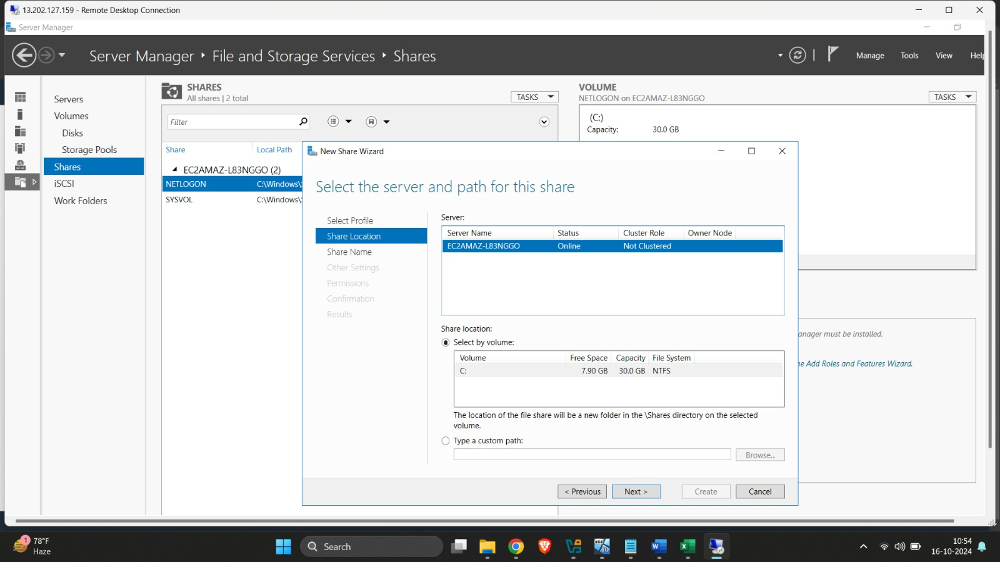 13.202.127.159 - Remote Desktop Connection
Server Manager
Server Manager ‣ File and Storage Services ‣ Shares
Manage Tools View Help
Servers
Volumes
Disks
Storage Pools
Shares
iSCSI
Work Folders
SHARES
All shares | 2 total
TASKS
Filter
Share Local Path
EC2AMAZ-L83NGGO (2)
NETLOGON C:\Windows\
SYSVOL C:\Windows\
VOLUME
NETLOGON on EC2AMAZ-L83NGGO
TASKS
(C:)
Capacity: 30.0 GB
anager must be installed.
he Add Roles and Features Wizard.
New Share Wizard
Select the server and path for this share
Select Profile
Share Location
Share Name
Other Settings
Permissions
Confirmation
Results
Server:
Server Name Status Cluster Role Owner Node
EC2AMAZ-L83NGGO Online Not Clustered
Share location:
Select by volume:
Volume Free Space Capacity File System
C: 7.90 GB 30.0 GB NTFS
The location of the file share will be a new folder in the \Shares directory on the selected
volume.
Type a custom path:
Browse...
< Previous Next > Create Cancel
1
78°F
Haze
Search
x64
10
10:54
16-10-2024